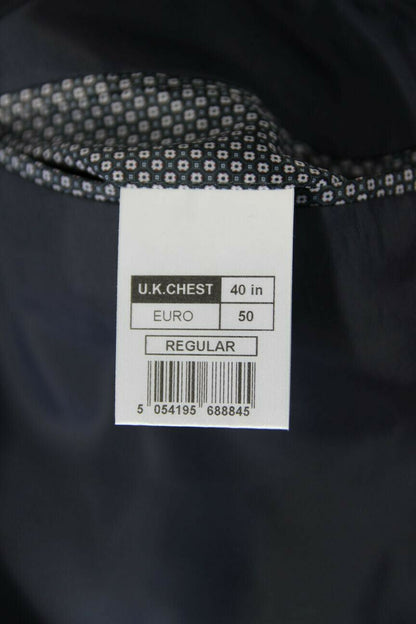 U.K.CHEST 40 in
EURO 50
REGULAR
5 054195 688845